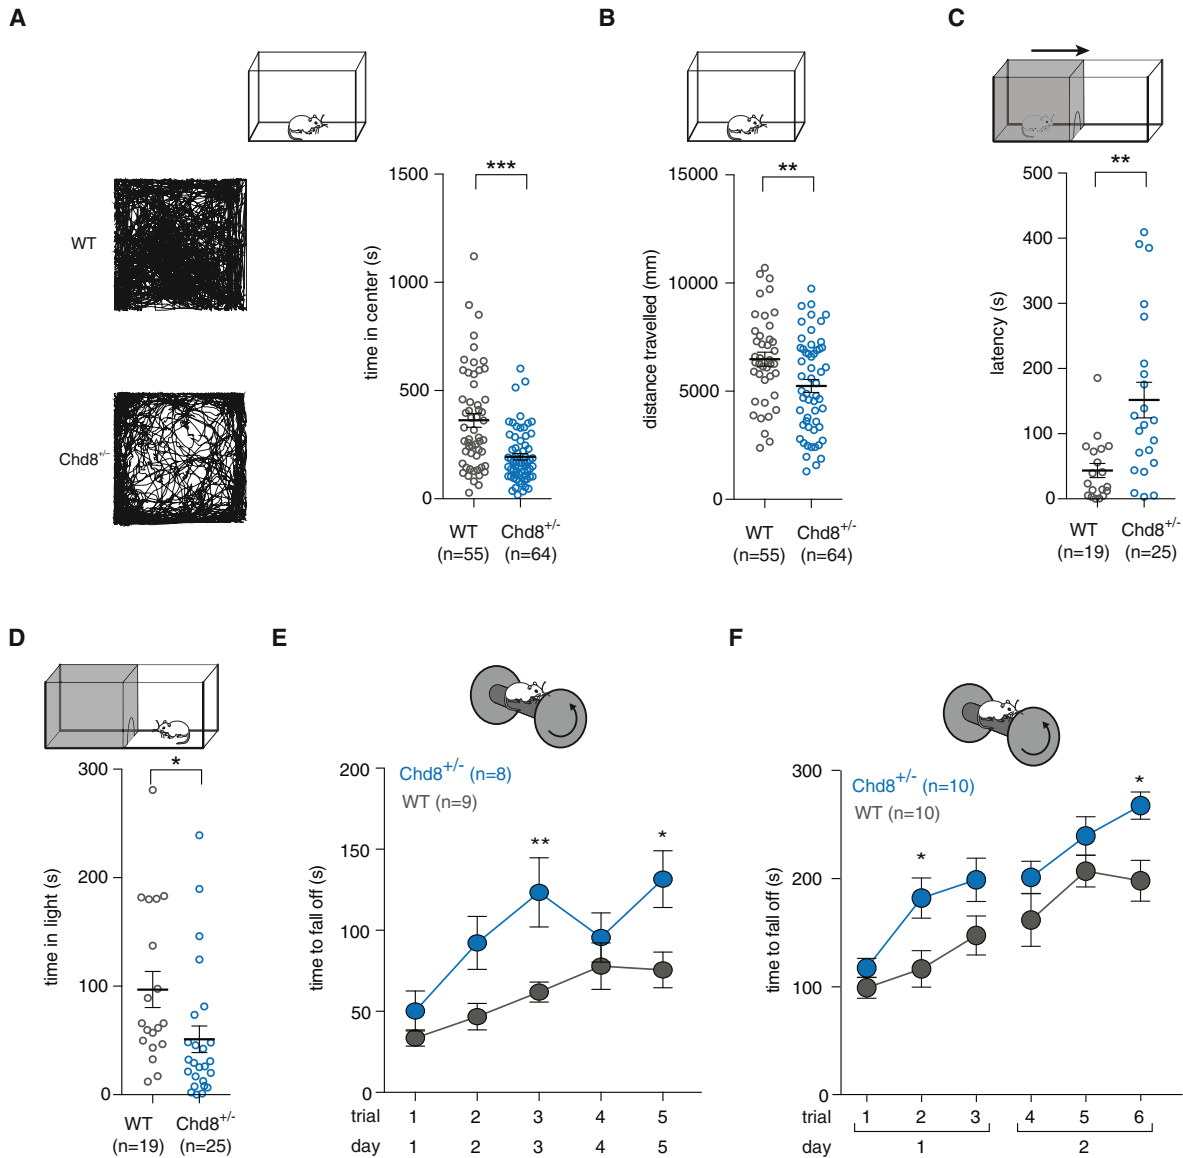 A
B
C
WT
Chd8+/-
***
1500
1000
500
0
time in center (s)
WT
(n=55)
Chd8+/-
(n=64)
**
15000
10000
5000
0
distance travelled (mm)
WT
(n=55)
Chd8+/-
(n=64)
**
500
400
300
200
100
0
latency (s)
WT
(n=19)
Chd8+/-
(n=25)
D
E
F
*
300
200
100
0
time in light (s)
WT
(n=19)
Chd8+/-
(n=25)
Chd8+/- (n=8)
WT (n=9)
**
*
200
150
100
50
0
time to fall off (s)
trial 1 2 3 4 5
day 1 2 3 4 5
Chd8+/- (n=10)
WT (n=10)
*
*
300
200
100
0
time to fall off (s)
trial 1 2 3 4 5 6
day 1 2